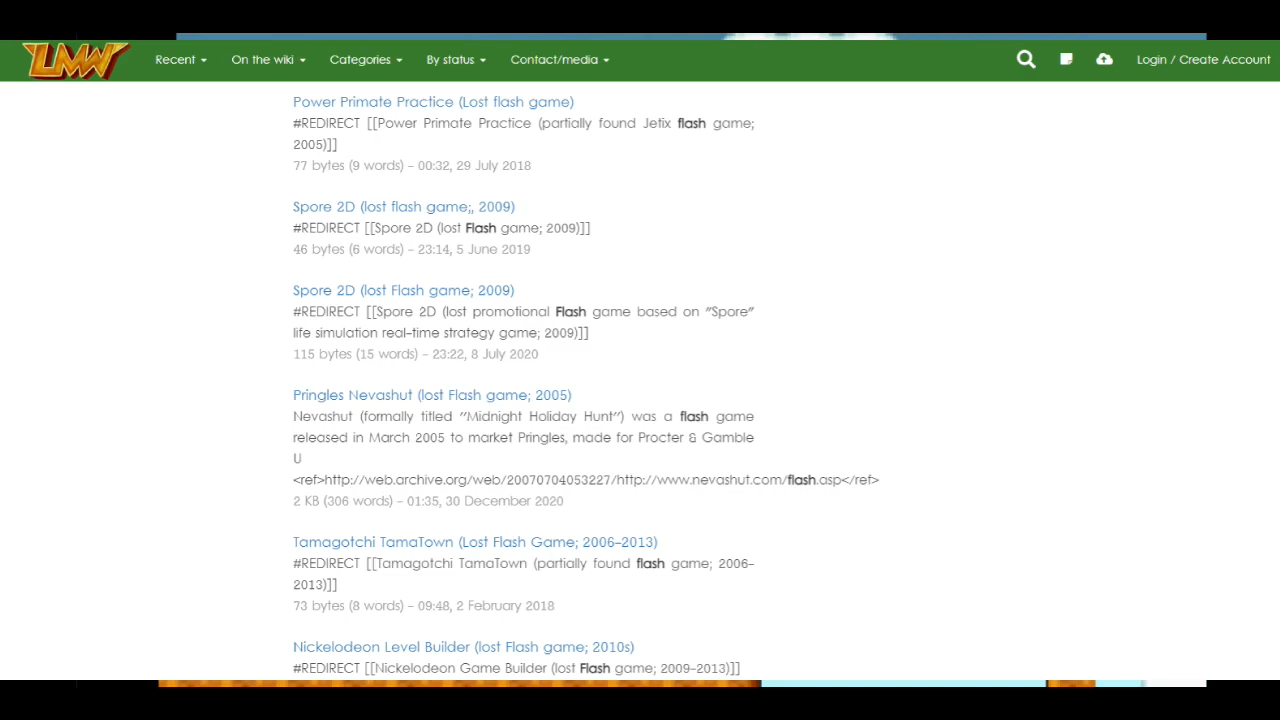 LMW Recent On the wiki Categories By status Contact/media Login / Create Account
Power Primate Practice (Lost flash game)
#REDIRECT [[Power Primate Practice (partially found Jetix flash game;
2005)]]
77 bytes (9 words) - 00:32, 29 July 2018
Spore 2D (lost flash game;, 2009)
#REDIRECT [[Spore 2D (lost Flash game; 2009)]]
46 bytes (6 words) - 23:14, 5 June 2019
Spore 2D (lost Flash game; 2009)
#REDIRECT [[Spore 2D (lost promotional Flash game based on "Spore"
life simulation real-time strategy game; 2009)]]
115 bytes (15 words) - 23:22, 8 July 2020
Pringles Nevashut (lost Flash game; 2005)
Nevashut (formally titled ''Midnight Holiday Hunt'') was a flash game
released in March 2005 to market Pringles, made for Procter & Gamble
U
<ref>http://web.archive.org/web/20070704053227/http://www.nevashut.com/flash.asp</ref>
2 KB (306 words) - 01:35, 30 December 2020
Tamagotchi TamaTown (Lost Flash Game; 2006-2013)
#REDIRECT [[Tamagotchi TamaTown (partially found flash game; 2006-
2013)]]
73 bytes (8 words) - 09:48, 2 February 2018
Nickelodeon Level Builder (lost Flash game; 2010s)
#REDIRECT [[Nickelodeon Game Builder (lost Flash game; 2009-2013)]]